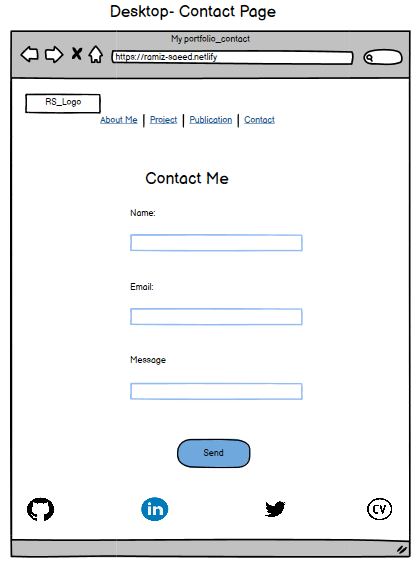 Desktop- Contact Page
My portfolio_contact
https://ramiz-saeed.netlify
RS_Logo
About Me | Project | Publication | Contact
Contact Me
Name:
Email:
Message
Send
in CV